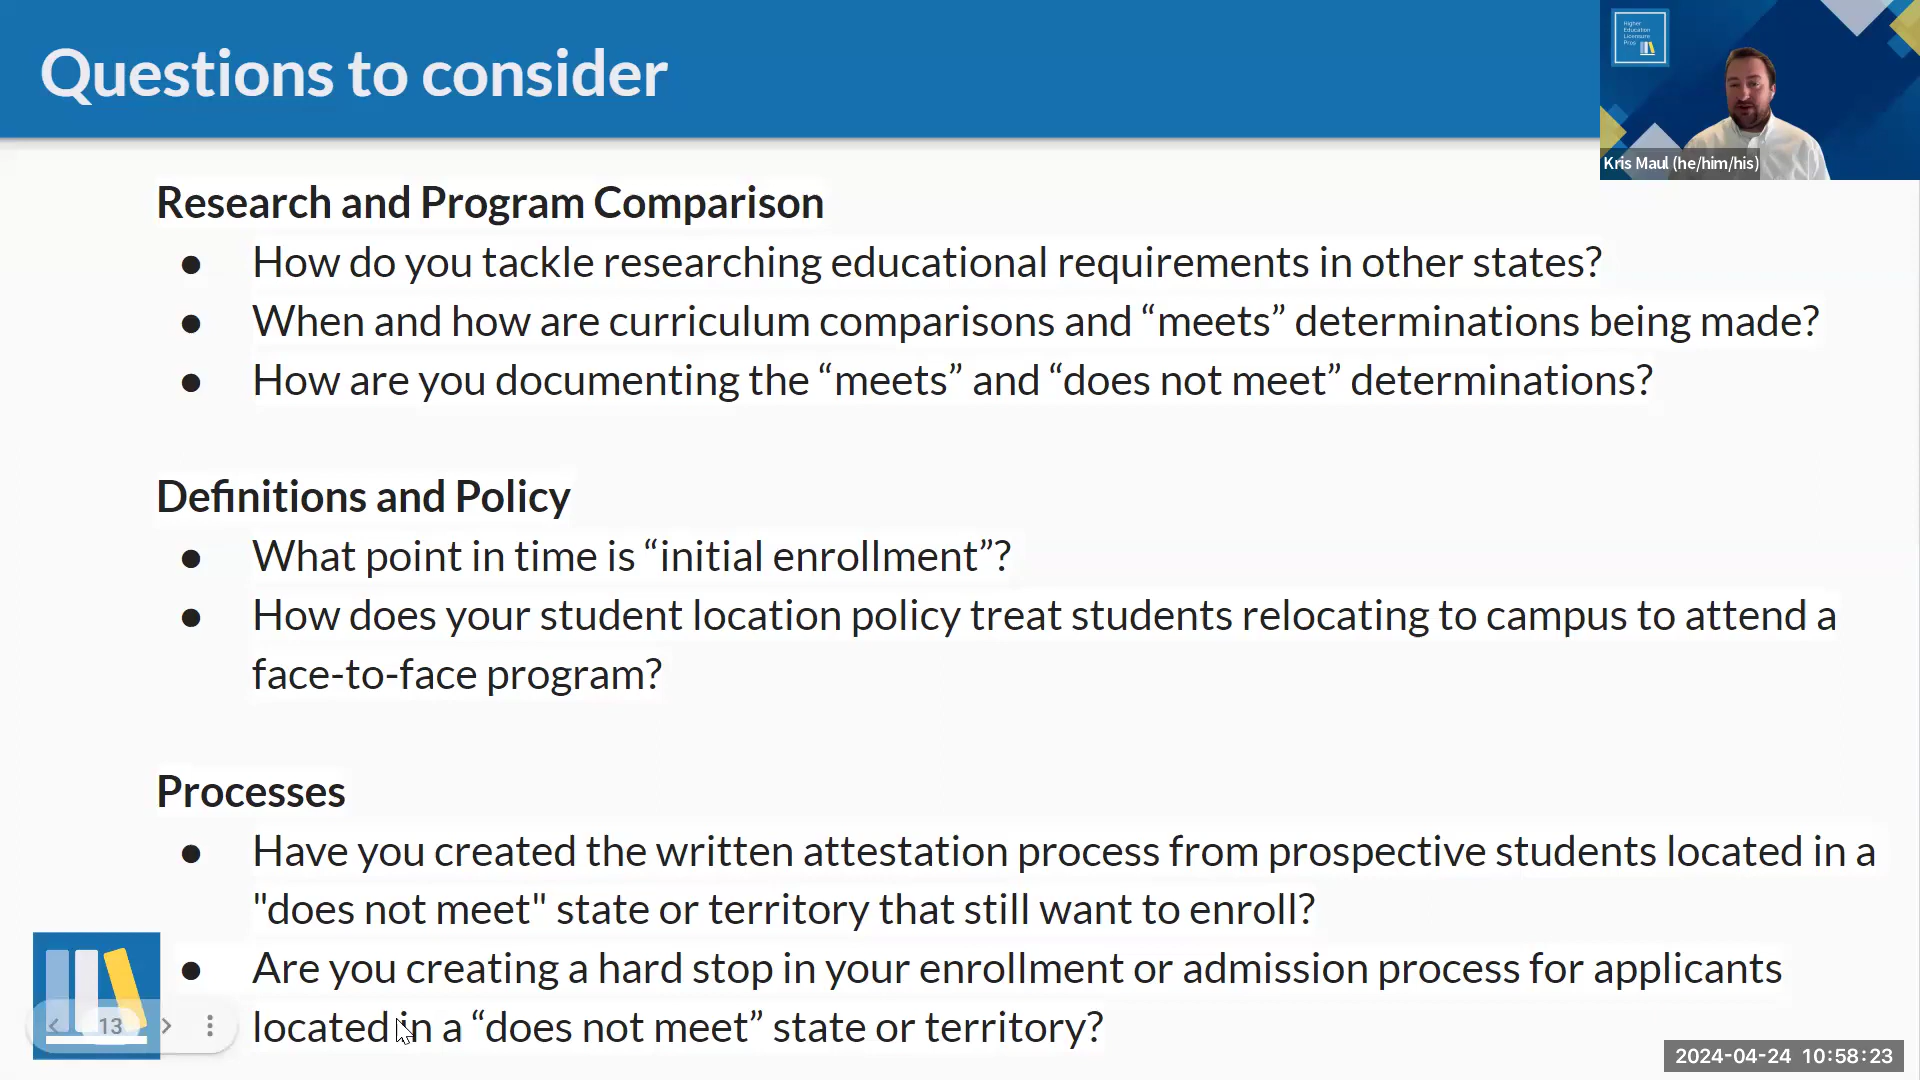 Questions to consider
Higher
Education
Licensure
Pros
Kris Maul (he/him/his)
Research and Program Comparison
● How do you tackle researching educational requirements in other states?
● When and how are curriculum comparisons and “meets” determinations being made?
● How are you documenting the “meets” and “does not meet” determinations?
Definitions and Policy
● What point in time is “initial enrollment”?
● How does your student location policy treat students relocating to campus to attend a
face-to-face program?
Processes
● Have you created the written attestation process from prospective students located in a
"does not meet" state or territory that still want to enroll?
● Are you creating a hard stop in your enrollment or admission process for applicants
located in a “does not meet” state or territory?
13
2024-04-24 10:58:23